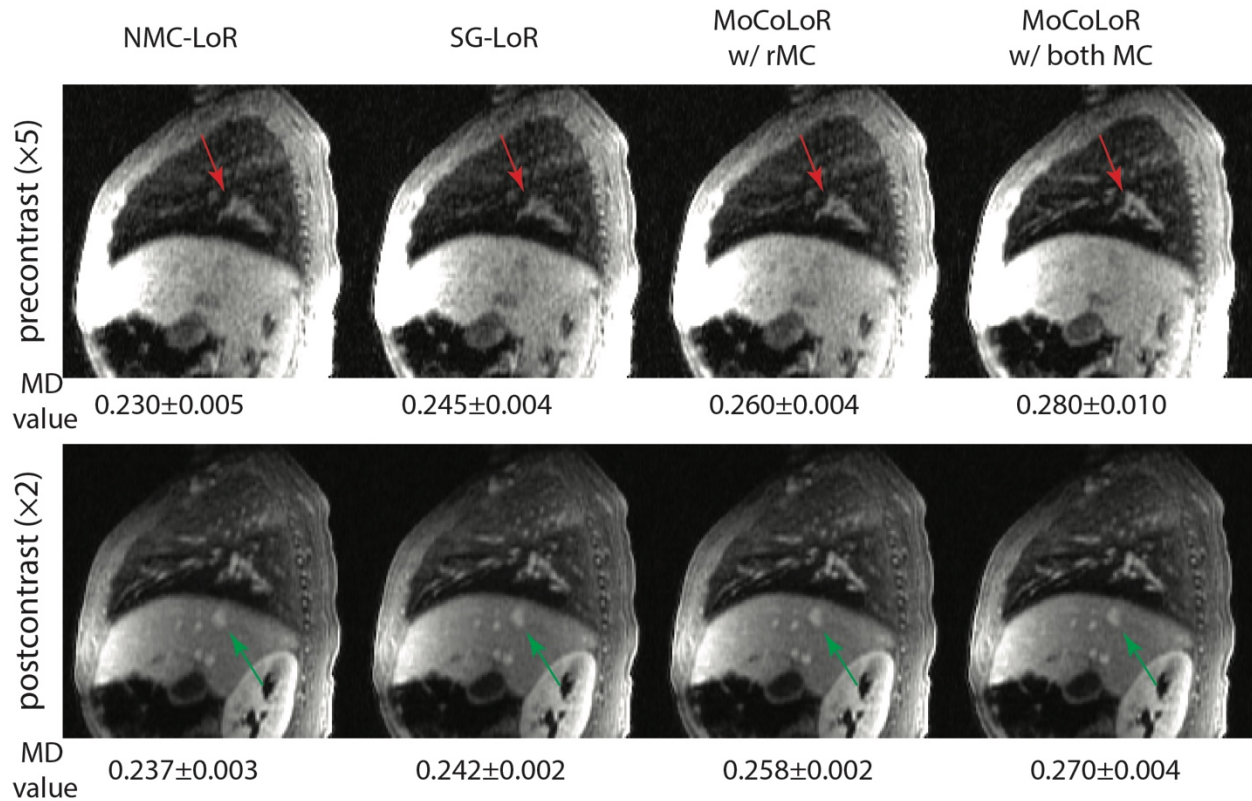 NMC-LoR
SG-LoR
MoCoLoR
w/ rMC
MoCoLoR
w/ both MC
precontrast (×5)
MD
value
0.230±0.005
0.245±0.004
0.260±0.004
0.280±0.010
postcontrast (×2)
MD
value
0.237±0.003
0.242±0.002
0.258±0.002
0.270±0.004